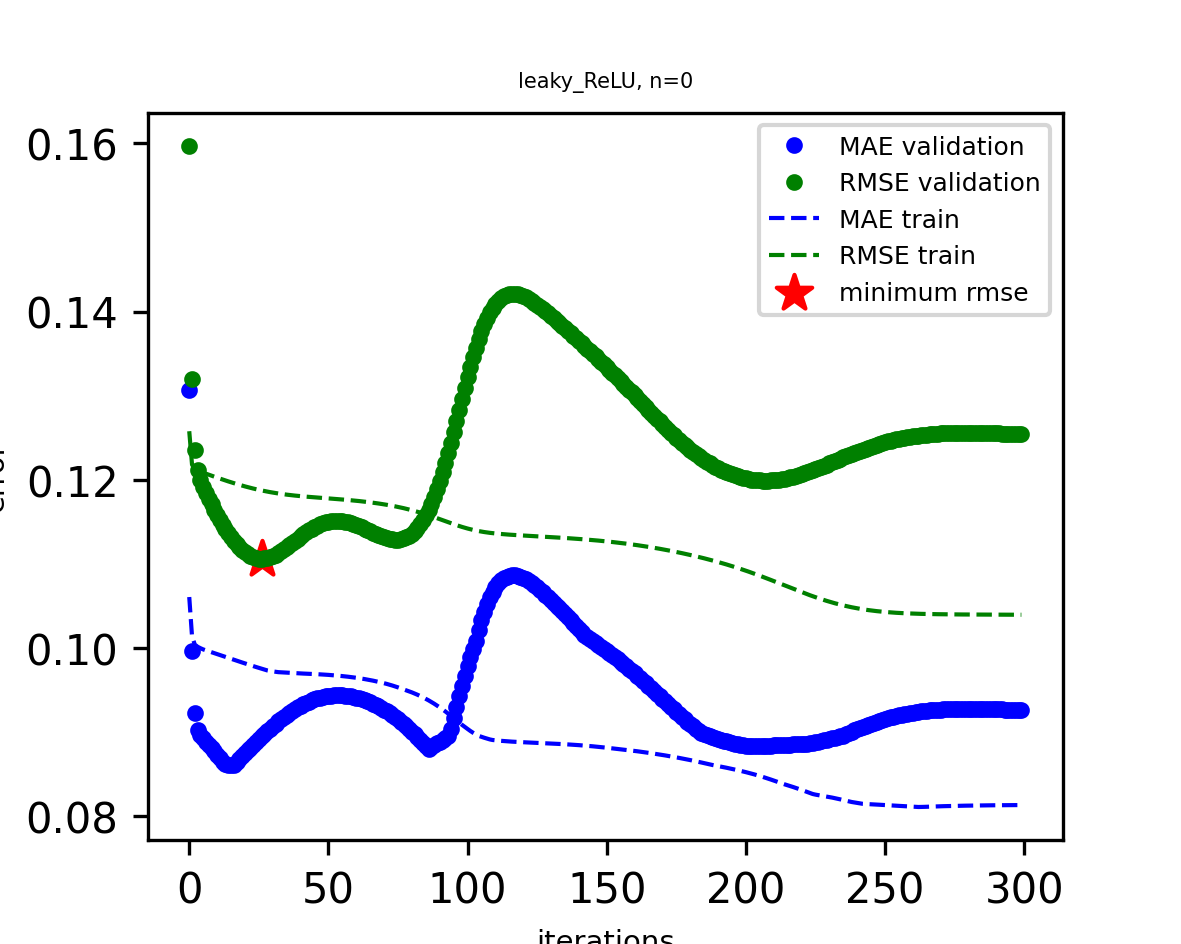 leaky_ReLU, n=0
0.16
0.14
0.12
0.10
0.08
MAE validation
RMSE validation
MAE train
RMSE train
minimum rmse
0 50 100 150 200 250 300
iterations